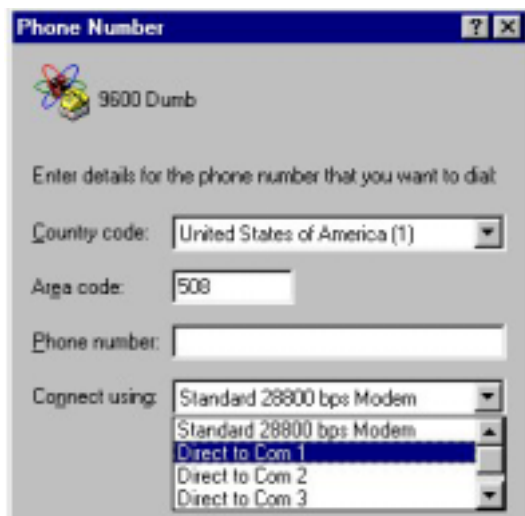 Phone Number
9600 Dumb
Enter details for the phone number that you want to dial:
Country code: United States of America (1)
Area code: 508
Phone number:
Connect using: Standard 28800 bps Modem
Standard 28800 bps Modem
Direct to Com 1
Direct to Com 2
Direct to Com 3